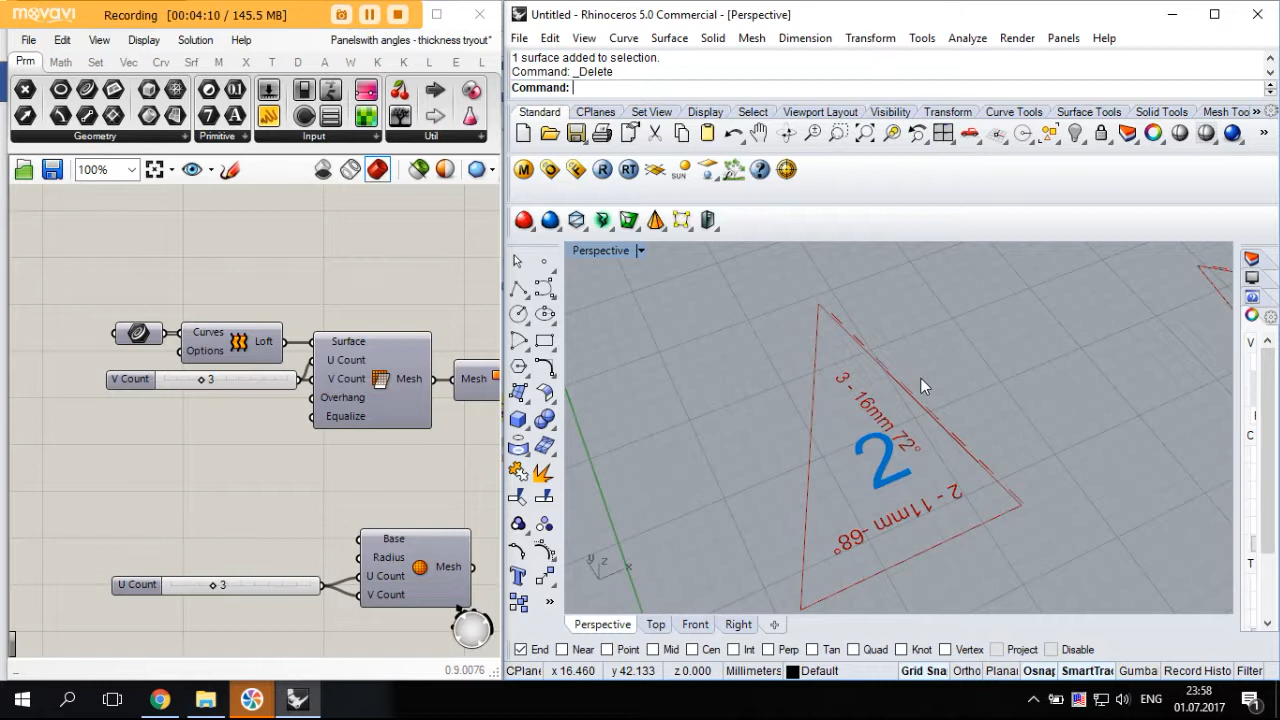 movavi Recording [00:04:10 / 145.5 MB]
File Edit View Display Solution Help Panelswith angles - thickness tryout*
Prm Math Set Vec Crv Srf M X T D A V K K L E L
Geometry Primitive Input Util
100%
Curves Options Loft
V Count 3
Surface U Count V Count Overhang Equalize Mesh
Mesh
U Count 3
Base Radius U Count V Count Mesh
0.9.0076
Untitled - Rhinoceros 5.0 Commercial - [Perspective]
File Edit View Curve Surface Solid Mesh Dimension Transform Tools Analyze Render Panels Help
1 surface added to selection.
Command: _Delete
Command:
Standard CPlanes Set View Display Select Viewport Layout Visibility Transform Curve Tools Surface Tools Solid Tools Mesh Too
M F R RT SUN
Perspective
3 - 16mm 72°
2
2 - 11mm -68°
y z x
V
C
T
Perspective Top Front Right
End Near Point Mid Cen Int Perp Tan Quad Knot Vertex Project Disable
CPlane x 16.460 y 42.133 z 0.000 Millimeters Default Grid Sna Ortho Planar Osnap SmartTrac Gumba Record Histo Filter
ENG 23:58 01.07.2017 1